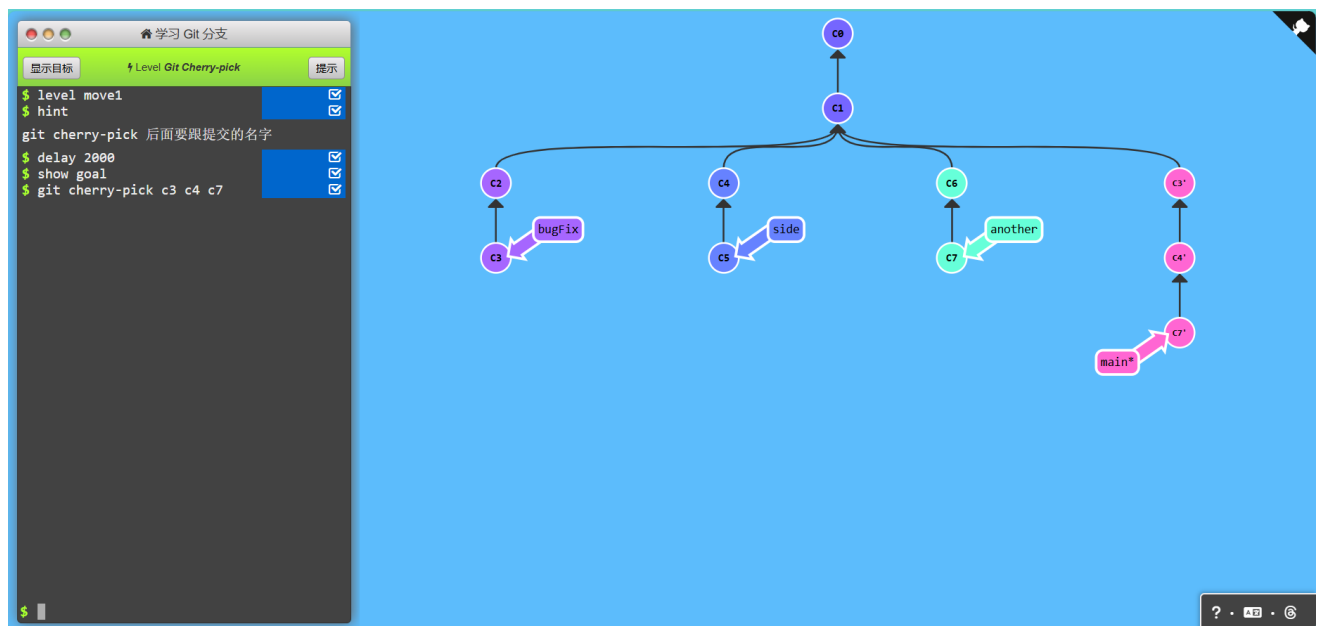 学习 Git 分支
显示目标
Level Git Cherry-pick
提示
$ level move1
$ hint
git cherry-pick 后面要跟提交的名字
$ delay 2000
$ show goal
$ git cherry-pick c3 c4 c7
$
C0
C1
C2
C4
C6
C3'
bugFix
side
another
C3
C5
C7
C4'
C7'
main*
? · A文 ·